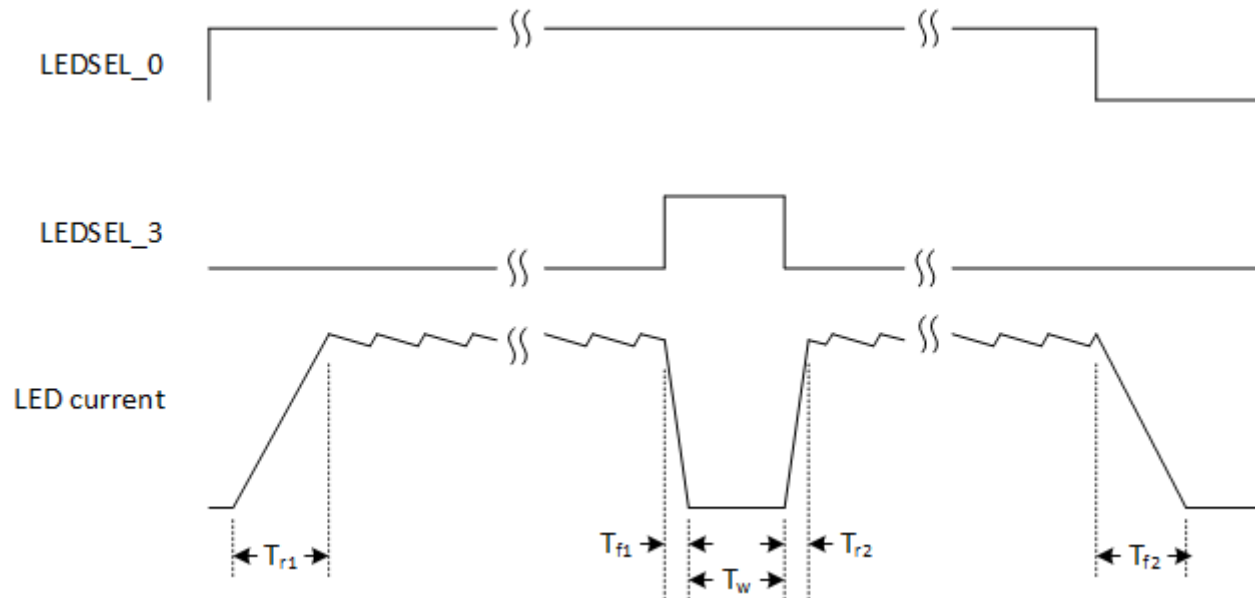 LEDSEL_0
LEDSEL_3
LED current
Tr1
Tf1
Tr2
Tf2
Tw